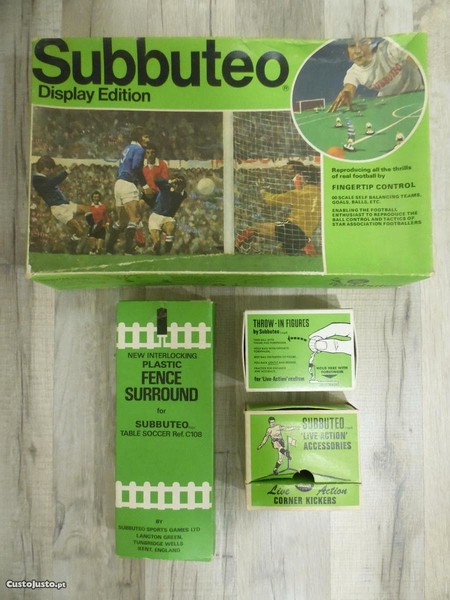 Subbuteo®
Display Edition
Reproducing all the thrills
of real football by
FINGERTIP CONTROL
IN SCALE SELF BALANCING TEAMS,
GOALS, BALLS, ETC.
ENABLING THE FOOTBALL
ENTHUSIAST TO REPRODUCE THE
BALL CONTROL AND TACTICS OF
STAR ASSOCIATION FOOTBALLERS
NEW INTERLOCKING
PLASTIC
FENCE
SURROUND
for
SUBBUTEO
TABLE SOCCER Ref. C108
BY
SUBBUTEO SPORTS GAMES LTD
LANGTON GREEN,
TUNBRIDGE WELLS
KENT, ENGLAND
THROW-IN FIGURES
by Subbuteo
for 'Live Action' realism
SUBBUTEO
'LIVE-ACTION'
ACCESSORIES
Live Action
CORNER KICKERS
CustoJusto.pt